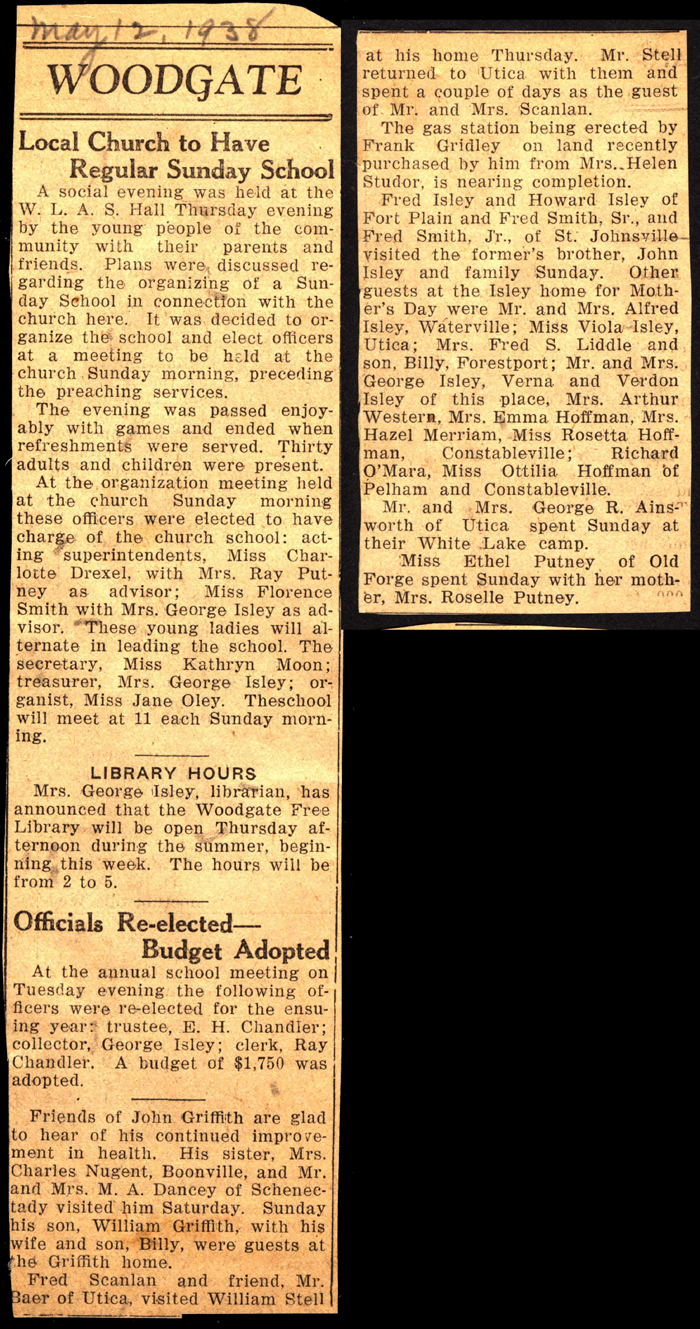 May 12, 1938
WOODGATE
Local Church to Have
Regular Sunday School
A social evening was held at the
W. L. A. S. Hall Thursday evening
by the young people of the com-
munity with their parents and
friends. Plans were discussed re-
garding the organizing of a Sun-
day School in connection with the
church here. It was decided to or-
ganize the school and elect officers
at a meeting to be held at the
church Sunday morning, preceding
the preaching services.
The evening was passed enjoy-
ably with games and ended when
refreshments were served. Thirty
adults and children were present.
At the organization meeting held
at the church Sunday morning
these officers were elected to have
charge of the church school: act-
ing superintendents, Miss Char-
lotte Drexel, with Mrs. Ray Put-
ney as advisor; Miss Florence
Smith with Mrs. George Isley as ad-
visor. These young ladies will al-
ternate in leading the school. The
secretary, Miss Kathryn Moon;
treasurer, Mrs. George Isley; or-
ganist, Miss Jane Oley. Theschool
will meet at 11 each Sunday morn-
ing.
LIBRARY HOURS
Mrs. George Isley, librarian, has
announced that the Woodgate Free
Library will be open Thursday af-
ternoon during the summer, begin-
ning this week. The hours will be
from 2 to 5.
Officials Re-elected—
Budget Adopted
At the annual school meeting on
Tuesday evening the following of-
ficers were re-elected for the ensu-
ing year: trustee, E. H. Chandler;
collector, George Isley; clerk, Ray
Chandler. A budget of $1,750 was
adopted.
Friends of John Griffith are glad
to hear of his continued improve-
ment in health. His sister, Mrs.
Charles Nugent, Boonville, and Mr.
and Mrs. M. A. Dancey of Schenec-
tady visited him Saturday. Sunday
his son, William Griffith, with his
wife and son, Billy, were guests at
the Griffith home.
Fred Scanlan and friend, Mr.
Baer of Utica, visited William Stell
at his home Thursday. Mr. Stell
returned to Utica with them and
spent a couple of days as the guest
of Mr. and Mrs. Scanlan.
The gas station being erected by
Frank Gridley on land recently
purchased by him from Mrs. Helen
Studor, is nearing completion.
Fred Isley and Howard Isley of
Fort Plain and Fred Smith, Sr., and
Fred Smith, Jr., of St. Johnsville
visited the former's brother, John
Isley and family Sunday. Other
guests at the Isley home for Moth-
er's Day were Mr. and Mrs. Alfred
Isley, Waterville; Miss Viola Isley,
Utica; Mrs. Fred S. Liddle and
son, Billy, Forestport; Mr. and Mrs.
George Isley, Verna and Verdon
Isley of this place, Mrs. Arthur
Western, Mrs. Emma Hoffman, Mrs.
Hazel Merriam, Miss Rosetta Hoff-
man, Constableville; Richard
O'Mara, Miss Ottilia Hoffman of
Pelham and Constableville.
Mr. and Mrs. George R. Ains-
worth of Utica spent Sunday at
their White Lake camp.
Miss Ethel Putney of Old
Forge spent Sunday with her moth-
er, Mrs. Roselle Putney.